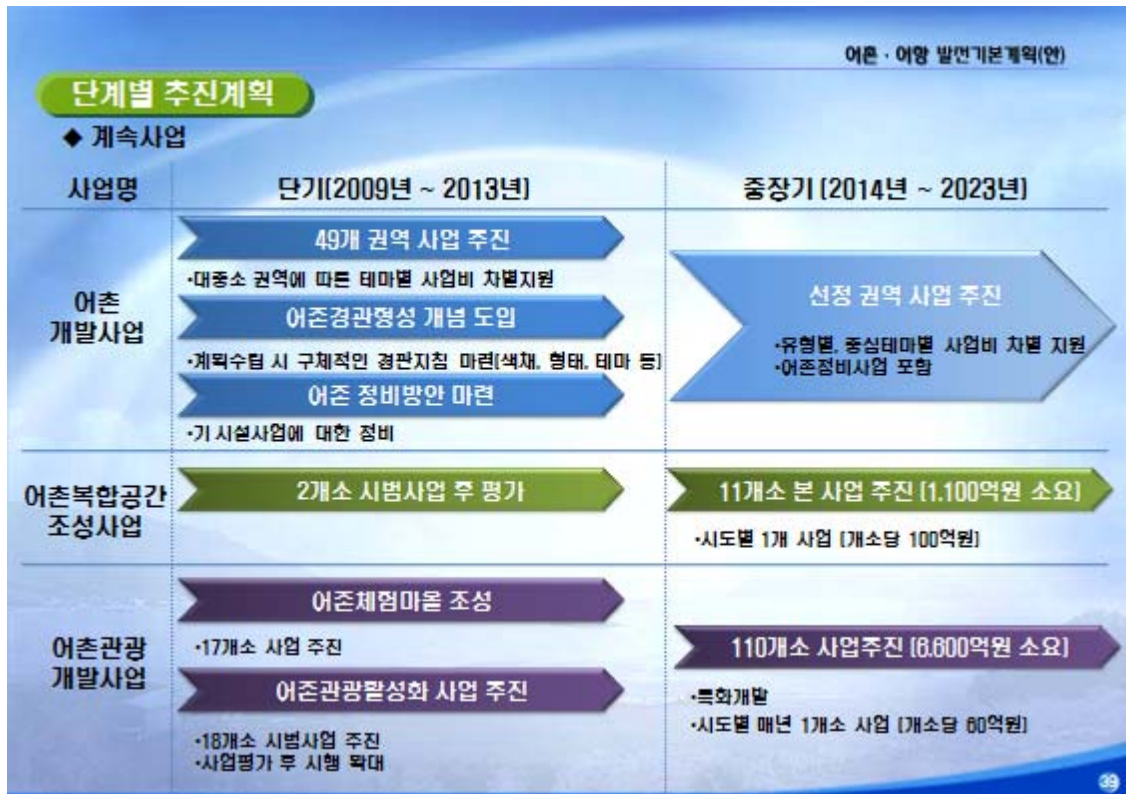 어촌 · 어항 발전기본계획(안)
단계별 추진계획
◆ 계속사업
사업명
단기(2009년 ~ 2013년)
중장기 (2014년 ~ 2023년)
어촌
개발사업
49개 권역 사업 추진
·대중소 권역에 따른 테마별 사업비 차별지원
어촌경관형성 개념 도입
·계획수립 시 구체적인 경관지침 마련(색채, 형태, 테마 등)
어촌 정비방안 마련
·기 시설사업에 대한 정비
선정 권역 사업 추진
·유형별, 중심테마별 사업비 차별 지원
·어촌정비사업 포함
어촌복합공간
조성사업
2개소 시범사업 후 평가
11개소 본 사업 추진 (1.100억원 소요)
·시도별 1개 사업 (개소당 100억원)
어촌관광
개발사업
어촌체험마을 조성
·17개소 사업 추진
어촌관광활성화 사업 추진
·18개소 시범사업 추진
·사업평가 후 시행 확대
110개소 사업추진 (6.600억원 소요)
·특화개발
·시도별 매년 1개소 사업 (개소당 60억원)
39